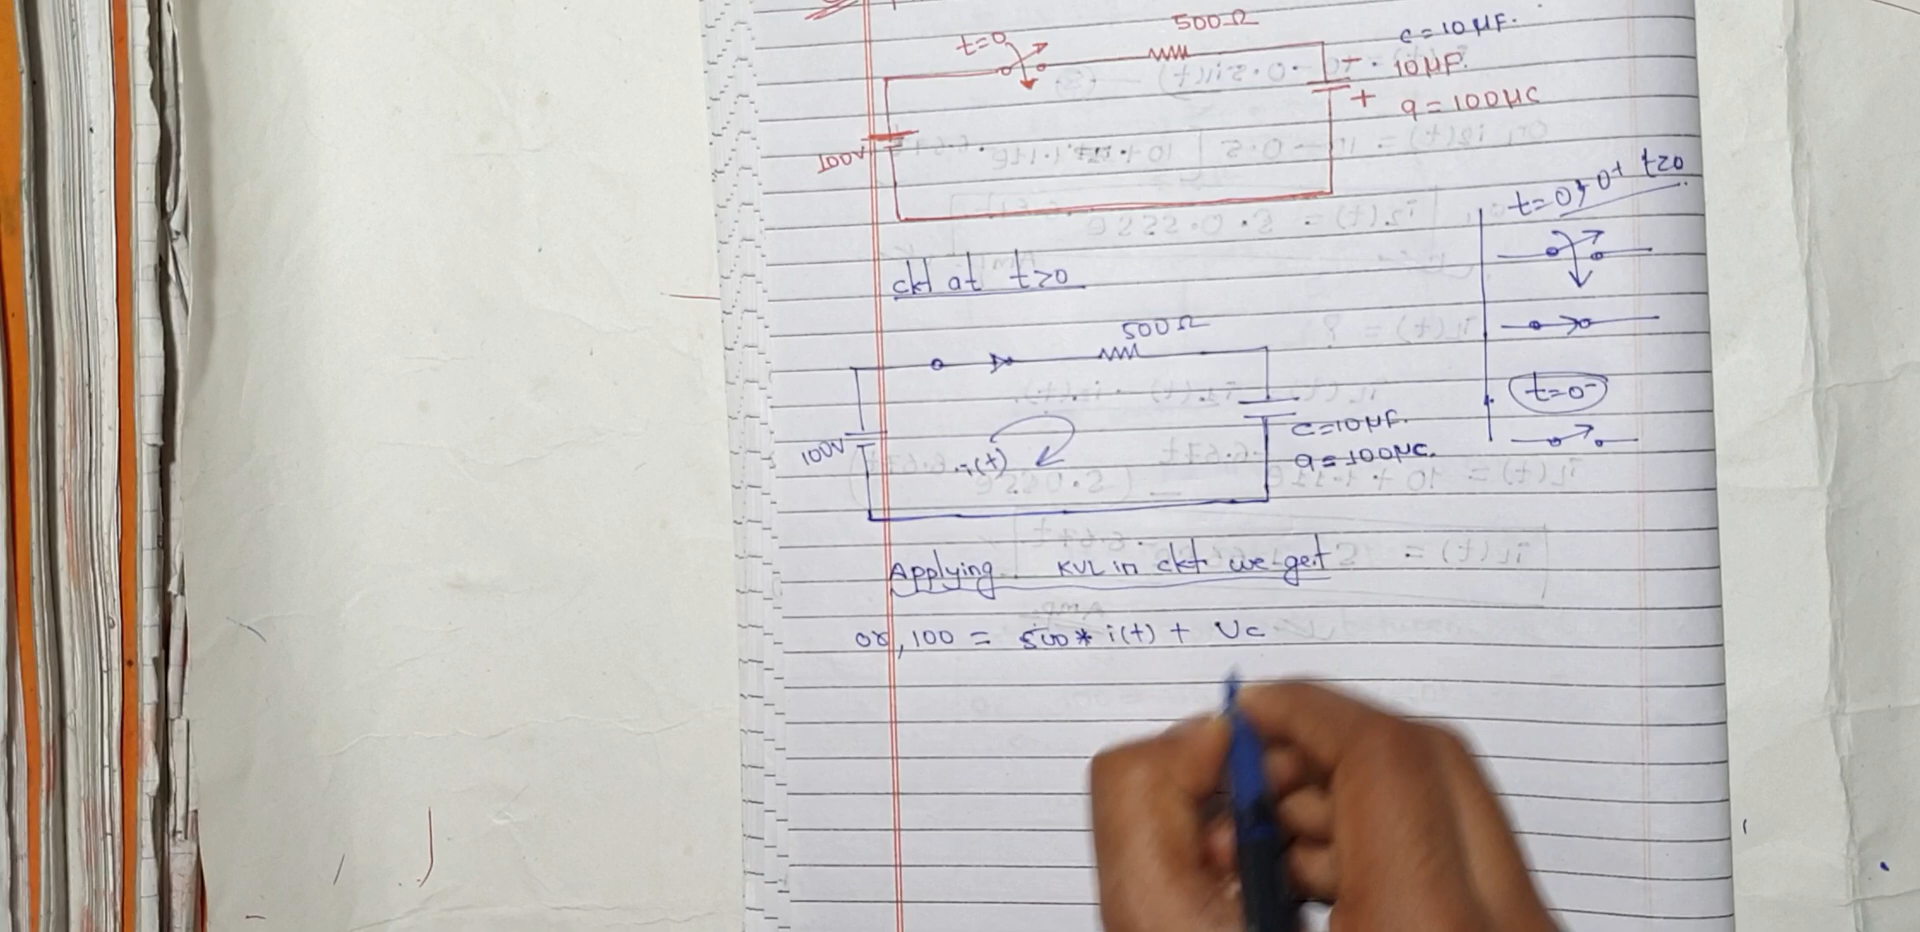 500Ω
t=0
c=10μF.
10μF.
+
+
q=100μC
100V
t=0, 0+ t≥0
ckt at t>0
500Ω
t=0-
100V
i(t)
c=10μF.
q=100μC.
Applying KVL in ckt we get
or, 100 = 500* i(t) + Vc